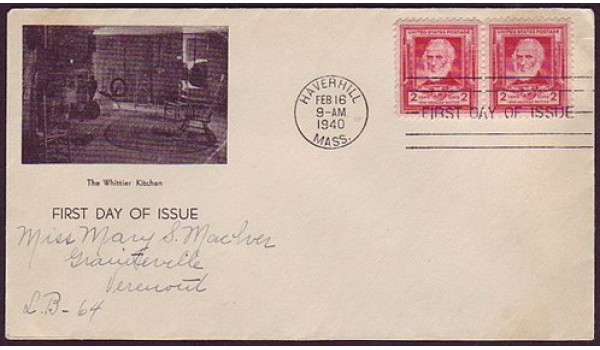 UNITED STATES POSTAGE UNITED STATES POSTAGE
2 2 2 2
HAVERHILL
FEB 16
9-AM
1940
MASS.
FIRST DAY OF ISSUE
The Whittier Kitchen
FIRST DAY OF ISSUE
Miss Mary S. MacIver
Graniteville
Vermont
L.B-64